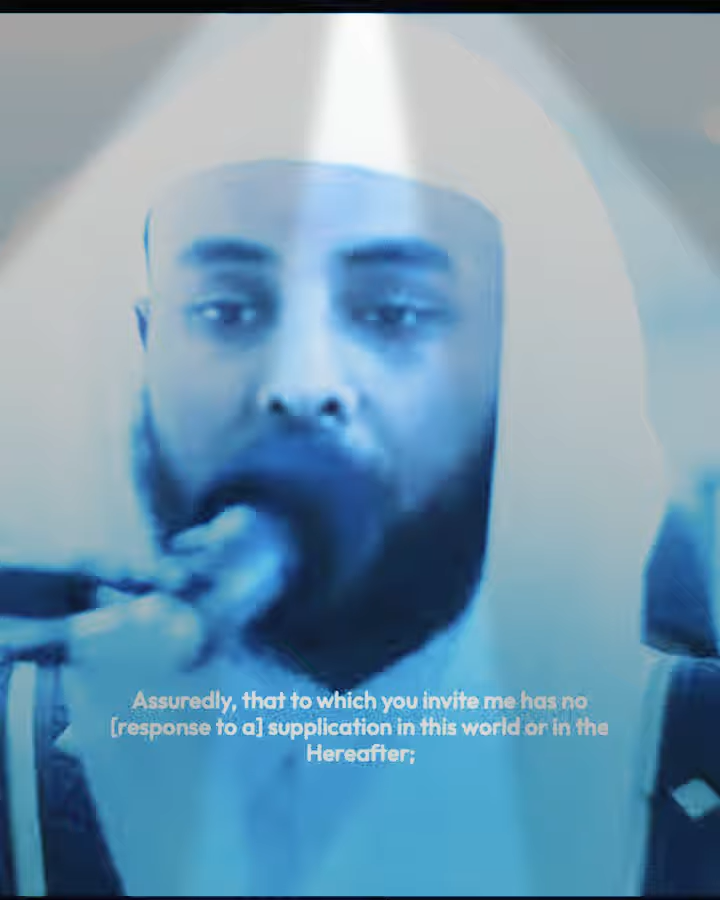 Assuredly, that to which you invite me has no
[response to a] supplication in this world or in the
Hereafter;